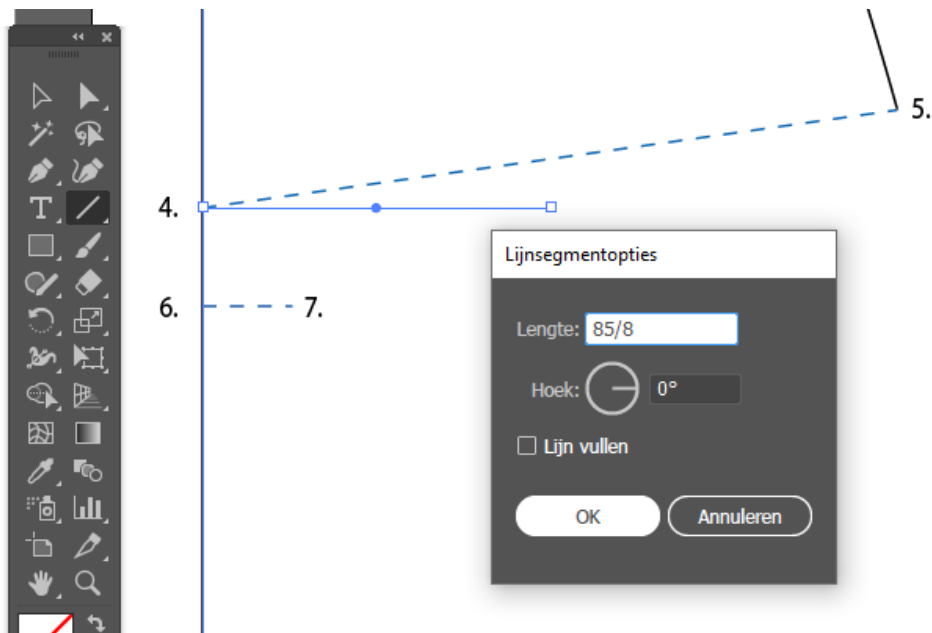 5.
4.
Lijnsegmentopties
6.
7.
Lengte: 85/8
Hoek: 0°
Lijn vullen
OK
Annuleren